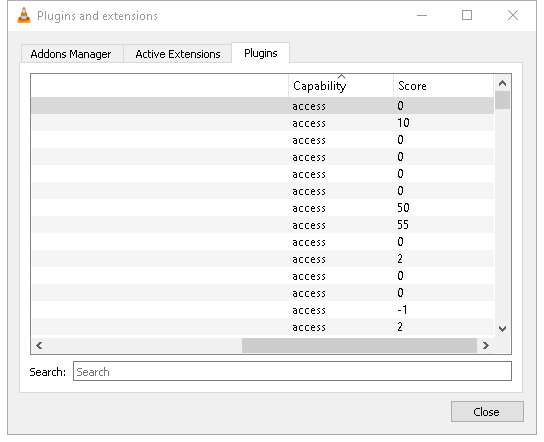 Plugins and extensions
Addons Manager Active Extensions Plugins
Capability Score
access 0
access 10
access 0
access 0
access 0
access 0
access 50
access 55
access 0
access 2
access 0
access 0
access -1
access 2
Search: Search
Close